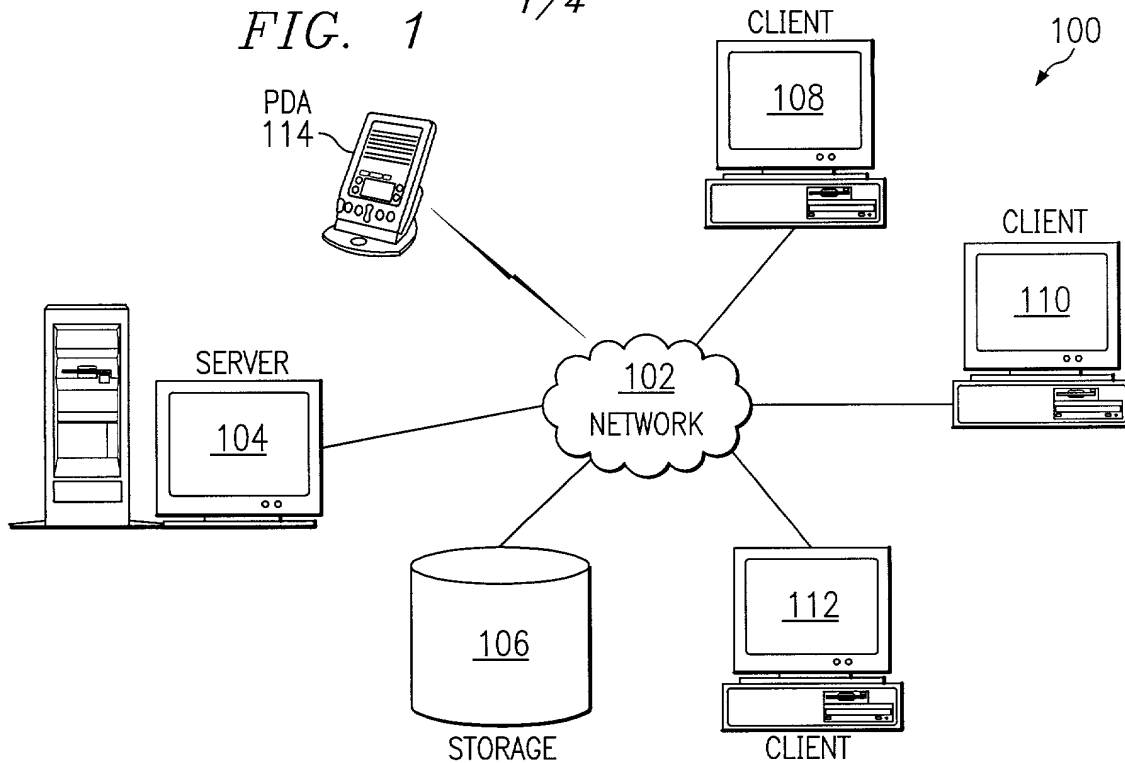 1/4
FIG. 1
CLIENT
100
108
PDA
114
CLIENT
110
SERVER
102
NETWORK
104
112
106
STORAGE
CLIENT